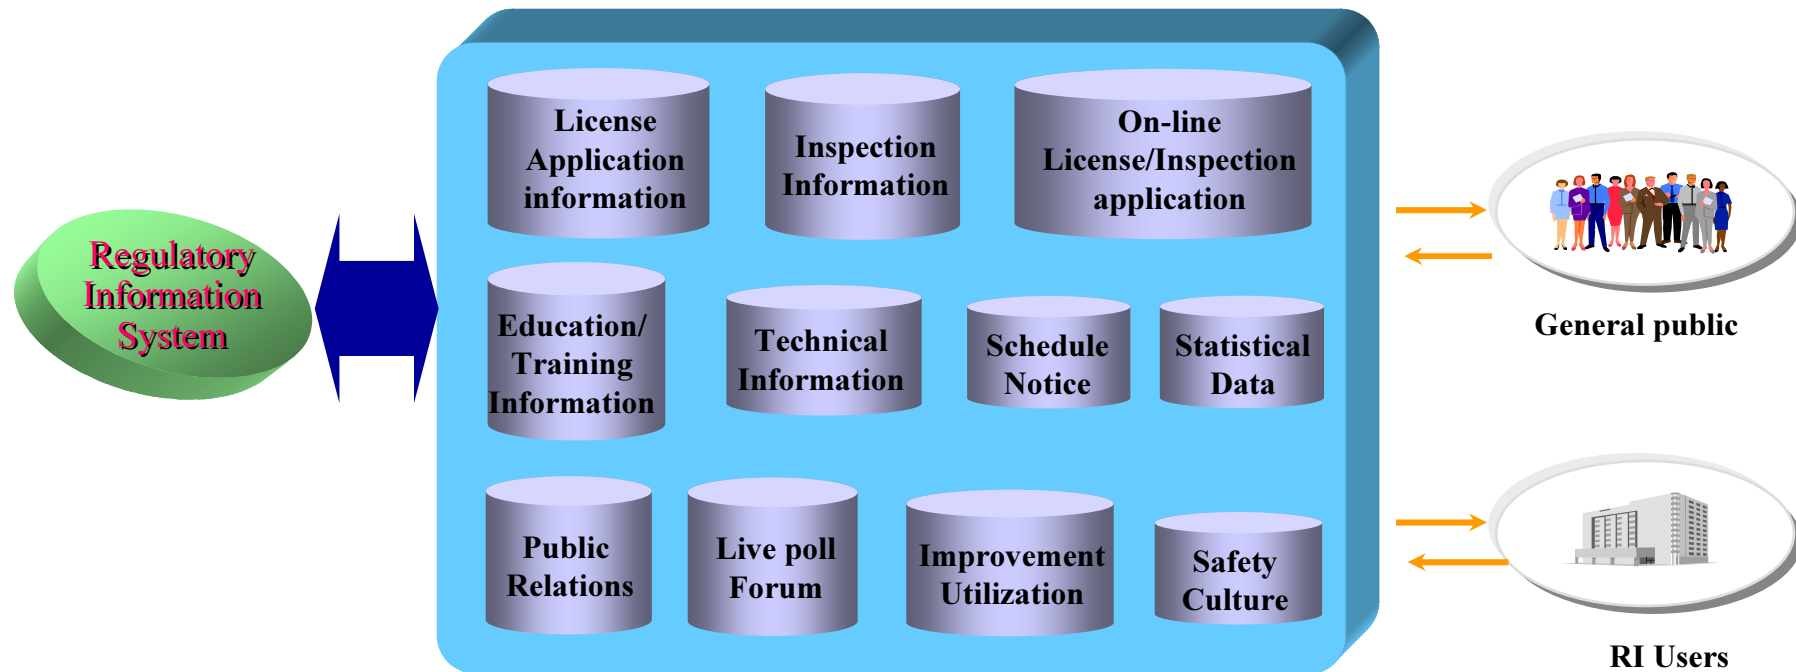 Regulatory
Information
System
License
Application
information
Inspection
Information
On-line
License/Inspection
application
Education/
Training
Information
Technical
Information
Schedule
Notice
Statistical
Data
Public
Relations
Live poll
Forum
Improvement
Utilization
Safety
Culture
General public
RI Users